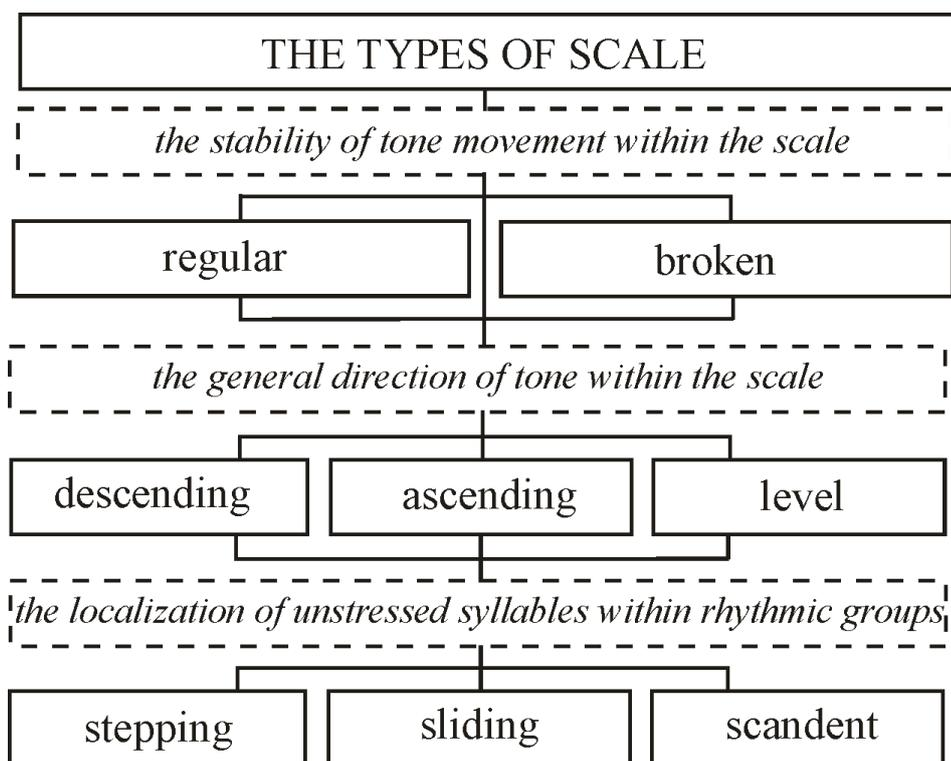 THE TYPES OF SCALE
the stability of tone movement within the scale
regular
broken
the general direction of tone within the scale
descending
ascending
level
the localization of unstressed syllables within rhythmic groups
stepping
sliding
scandent